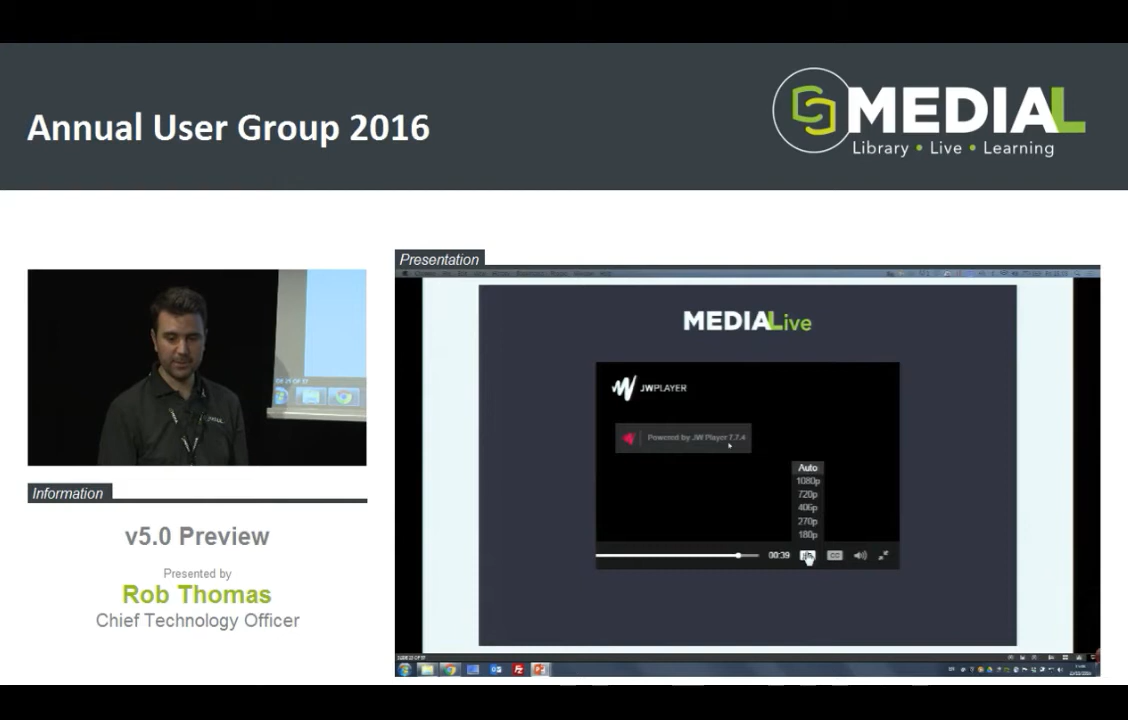 Annual User Group 2016
MEDIAL
Library • Live • Learning
Presentation
MEDIALive
JWPLAYER
Powered by JW Player 7.7.4
Auto
1080p
720p
406p
270p
180p
00:39
CC
Information
v5.0 Preview
Presented by
Rob Thomas
Chief Technology Officer